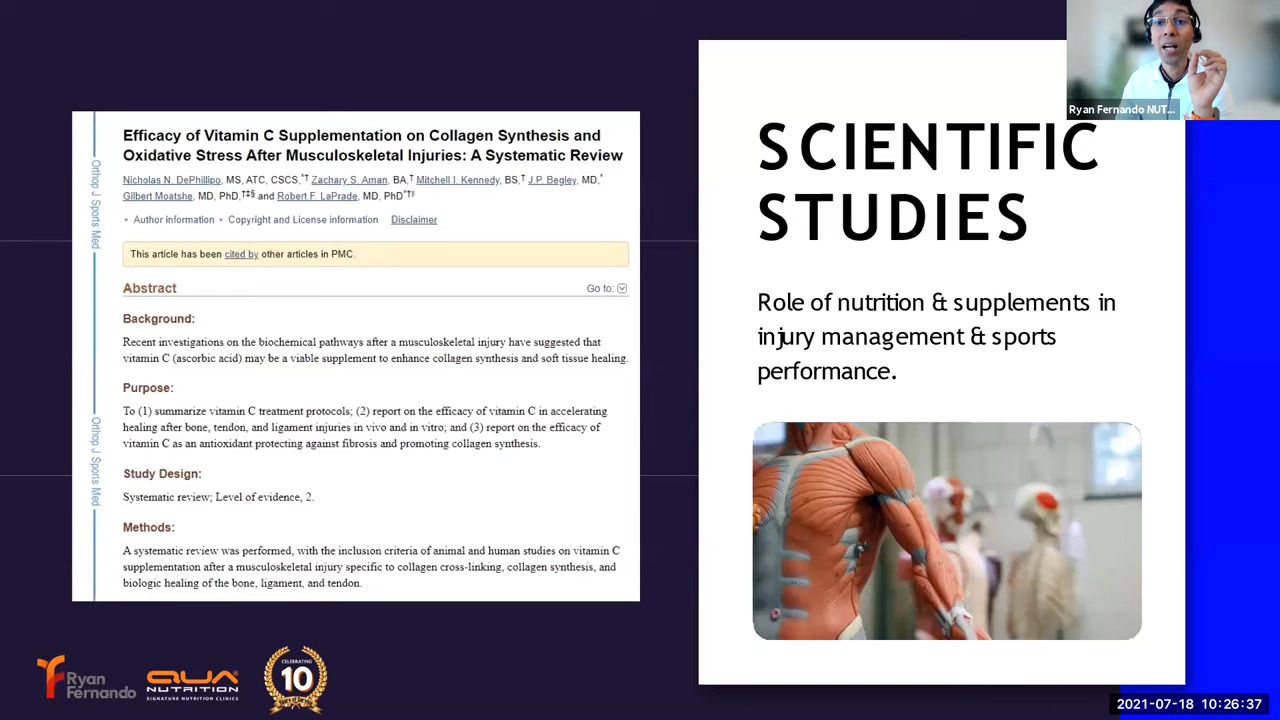 Orthop J Sports Med
Orthop J Sports Med
Efficacy of Vitamin C Supplementation on Collagen Synthesis and
Oxidative Stress After Musculoskeletal Injuries: A Systematic Review
Nicholas N. DePhillipo, MS, ATC, CSCS,*† Zachary S. Aman, BA,† Mitchell I. Kennedy, BS,† J.P. Begley, MD,*
Gilbert Moatshe, MD, PhD,†‡§ and Robert F. LaPrade, MD, PhD*†∥
Author information Copyright and License information Disclaimer
This article has been cited by other articles in PMC.
Abstract Go to:
Background:
Recent investigations on the biochemical pathways after a musculoskeletal injury have suggested that
vitamin C (ascorbic acid) may be a viable supplement to enhance collagen synthesis and soft tissue healing.
Purpose:
To (1) summarize vitamin C treatment protocols; (2) report on the efficacy of vitamin C in accelerating
healing after bone, tendon, and ligament injuries in vivo and in vitro; and (3) report on the efficacy of
vitamin C as an antioxidant protecting against fibrosis and promoting collagen synthesis.
Study Design:
Systematic review; Level of evidence, 2.
Methods:
A systematic review was performed, with the inclusion criteria of animal and human studies on vitamin C
supplementation after a musculoskeletal injury specific to collagen cross-linking, collagen synthesis, and
biologic healing of the bone, ligament, and tendon.
Ryan Fernando NUT...
SCIENTIFIC
STUDIES
Role of nutrition & supplements in
injury management & sports
performance.
Ryan
Fernando
QUA
NUTRITION
SIGNATURE NUTRITION CLINICS
CELEBRATING
10
2021-07-18 10:26:37